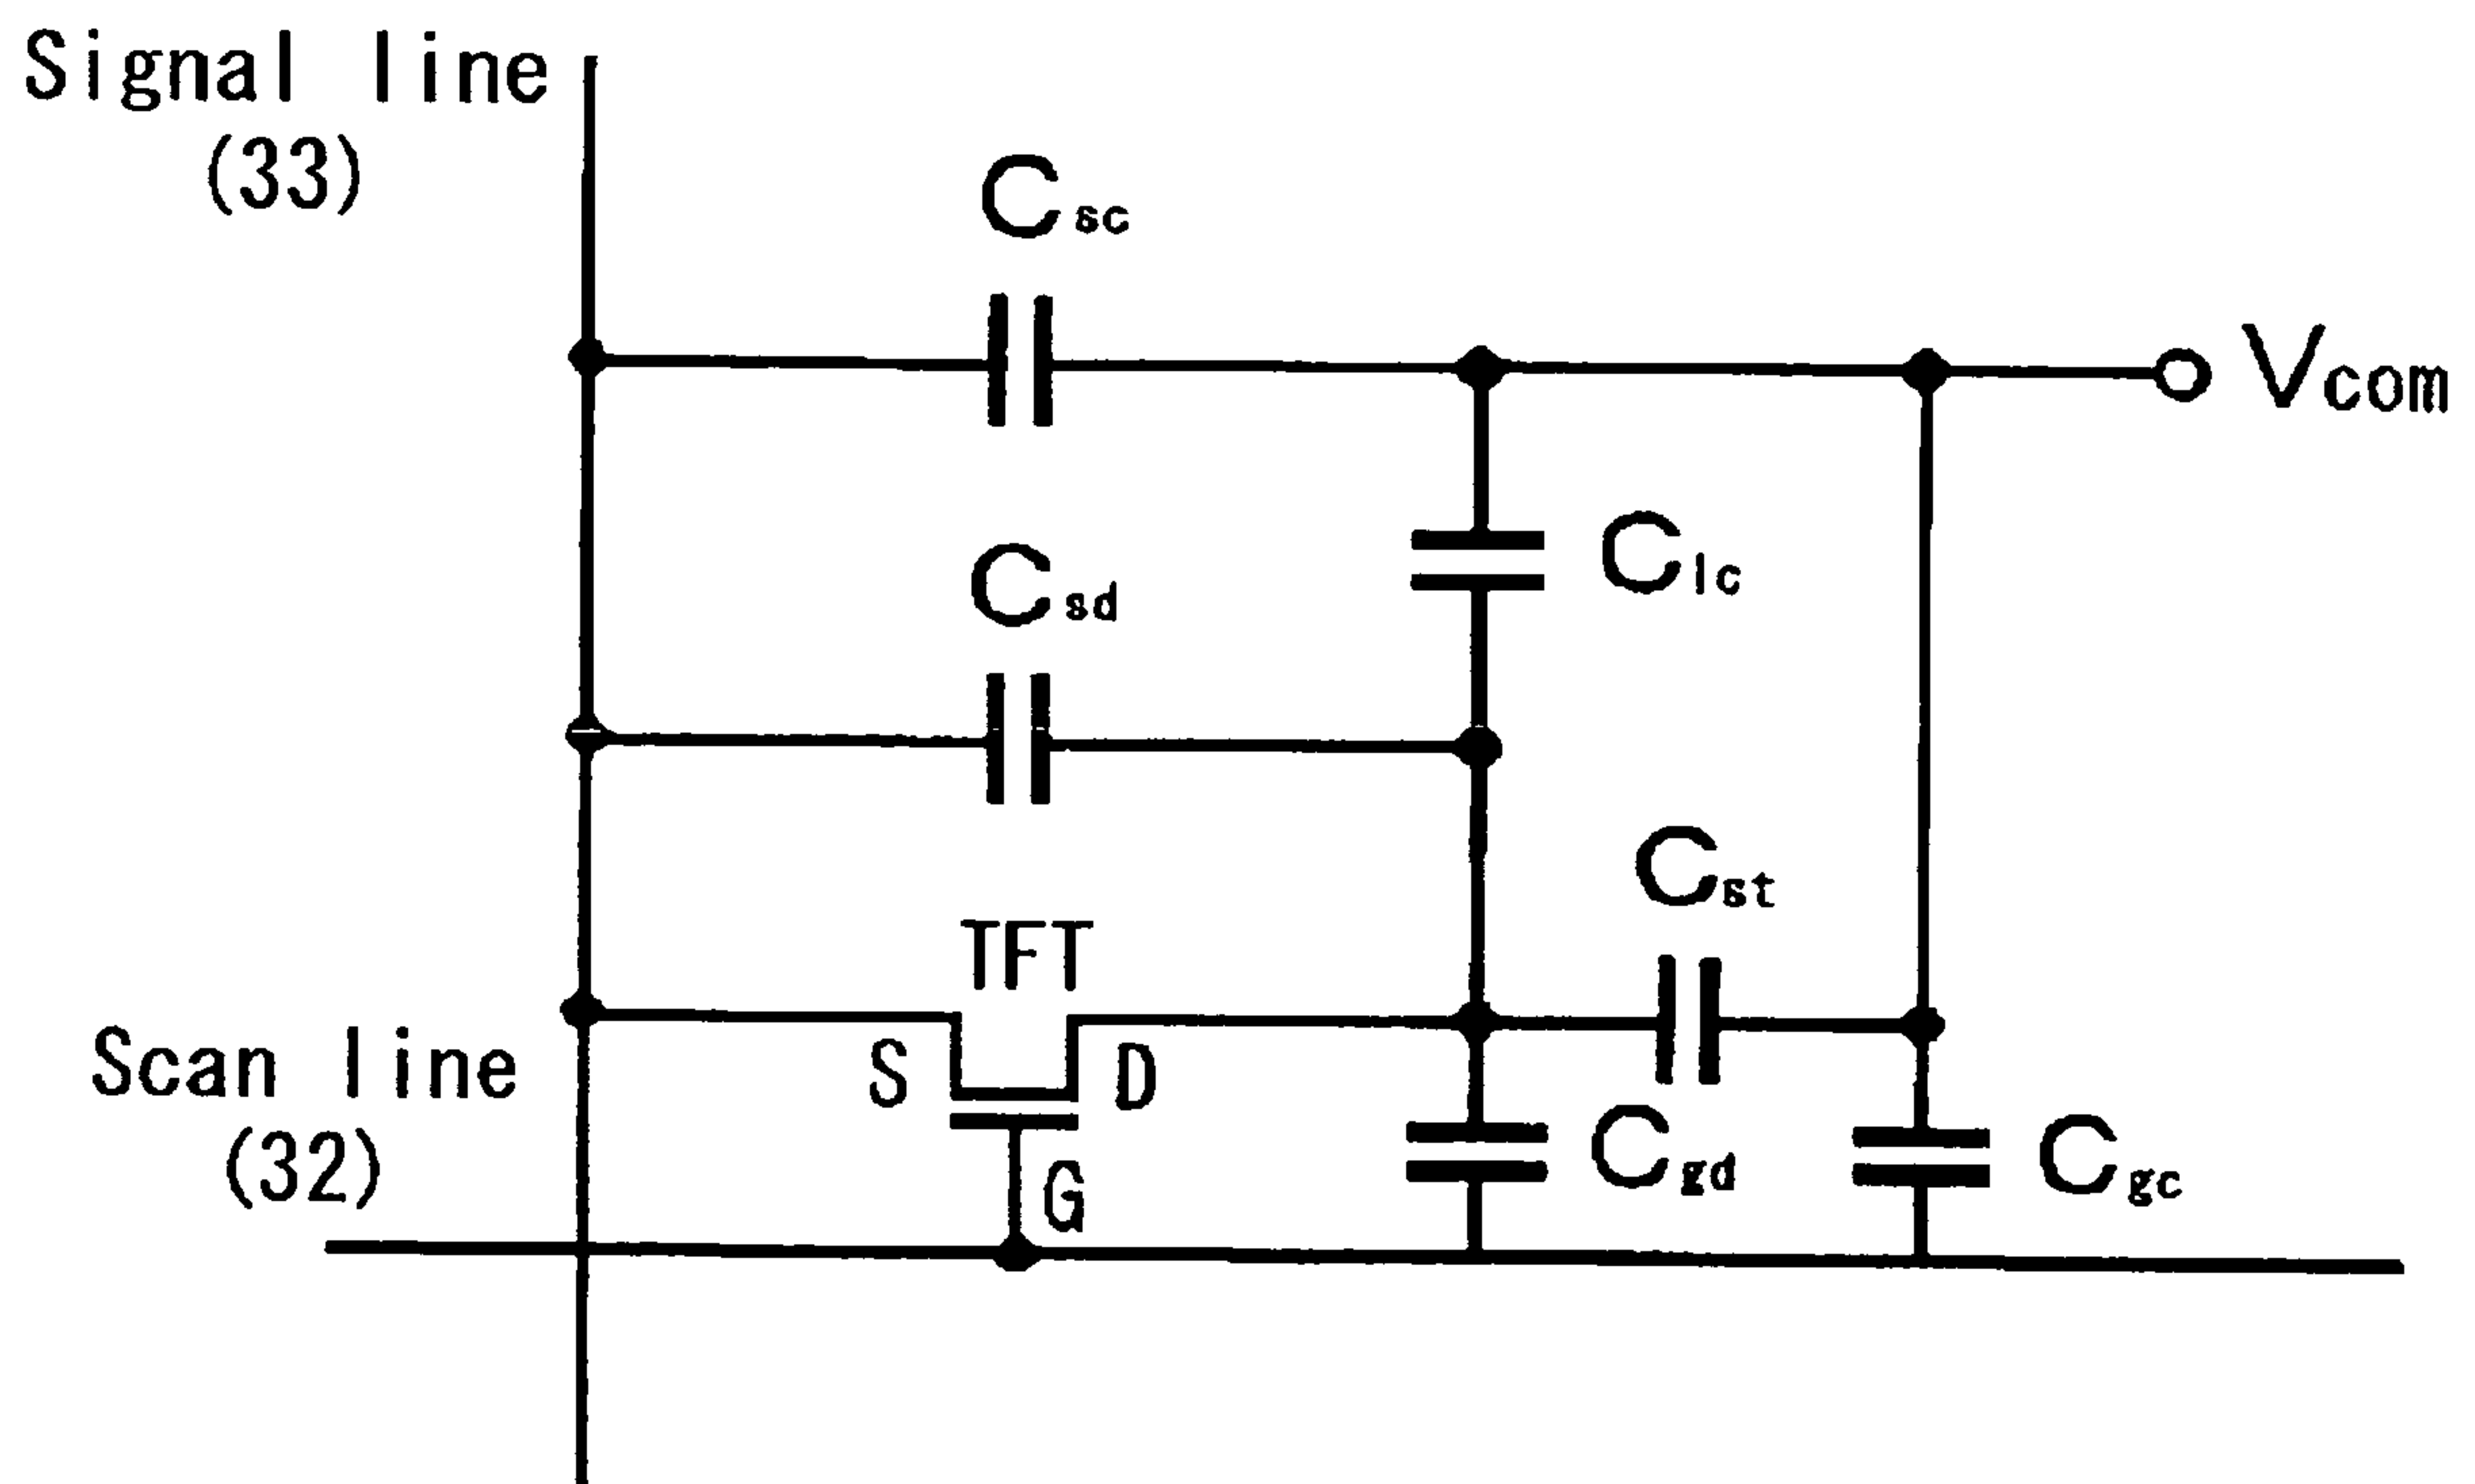 Signal line
(33)
Csc
Vcom
Clc
Csd
Cst
TFT
Scan line
(32)
S
D
G
Cgd
Cgc